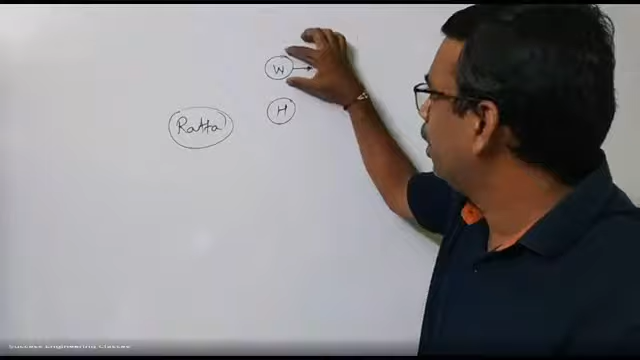 W
H
Ratta
Success Engineering Classes